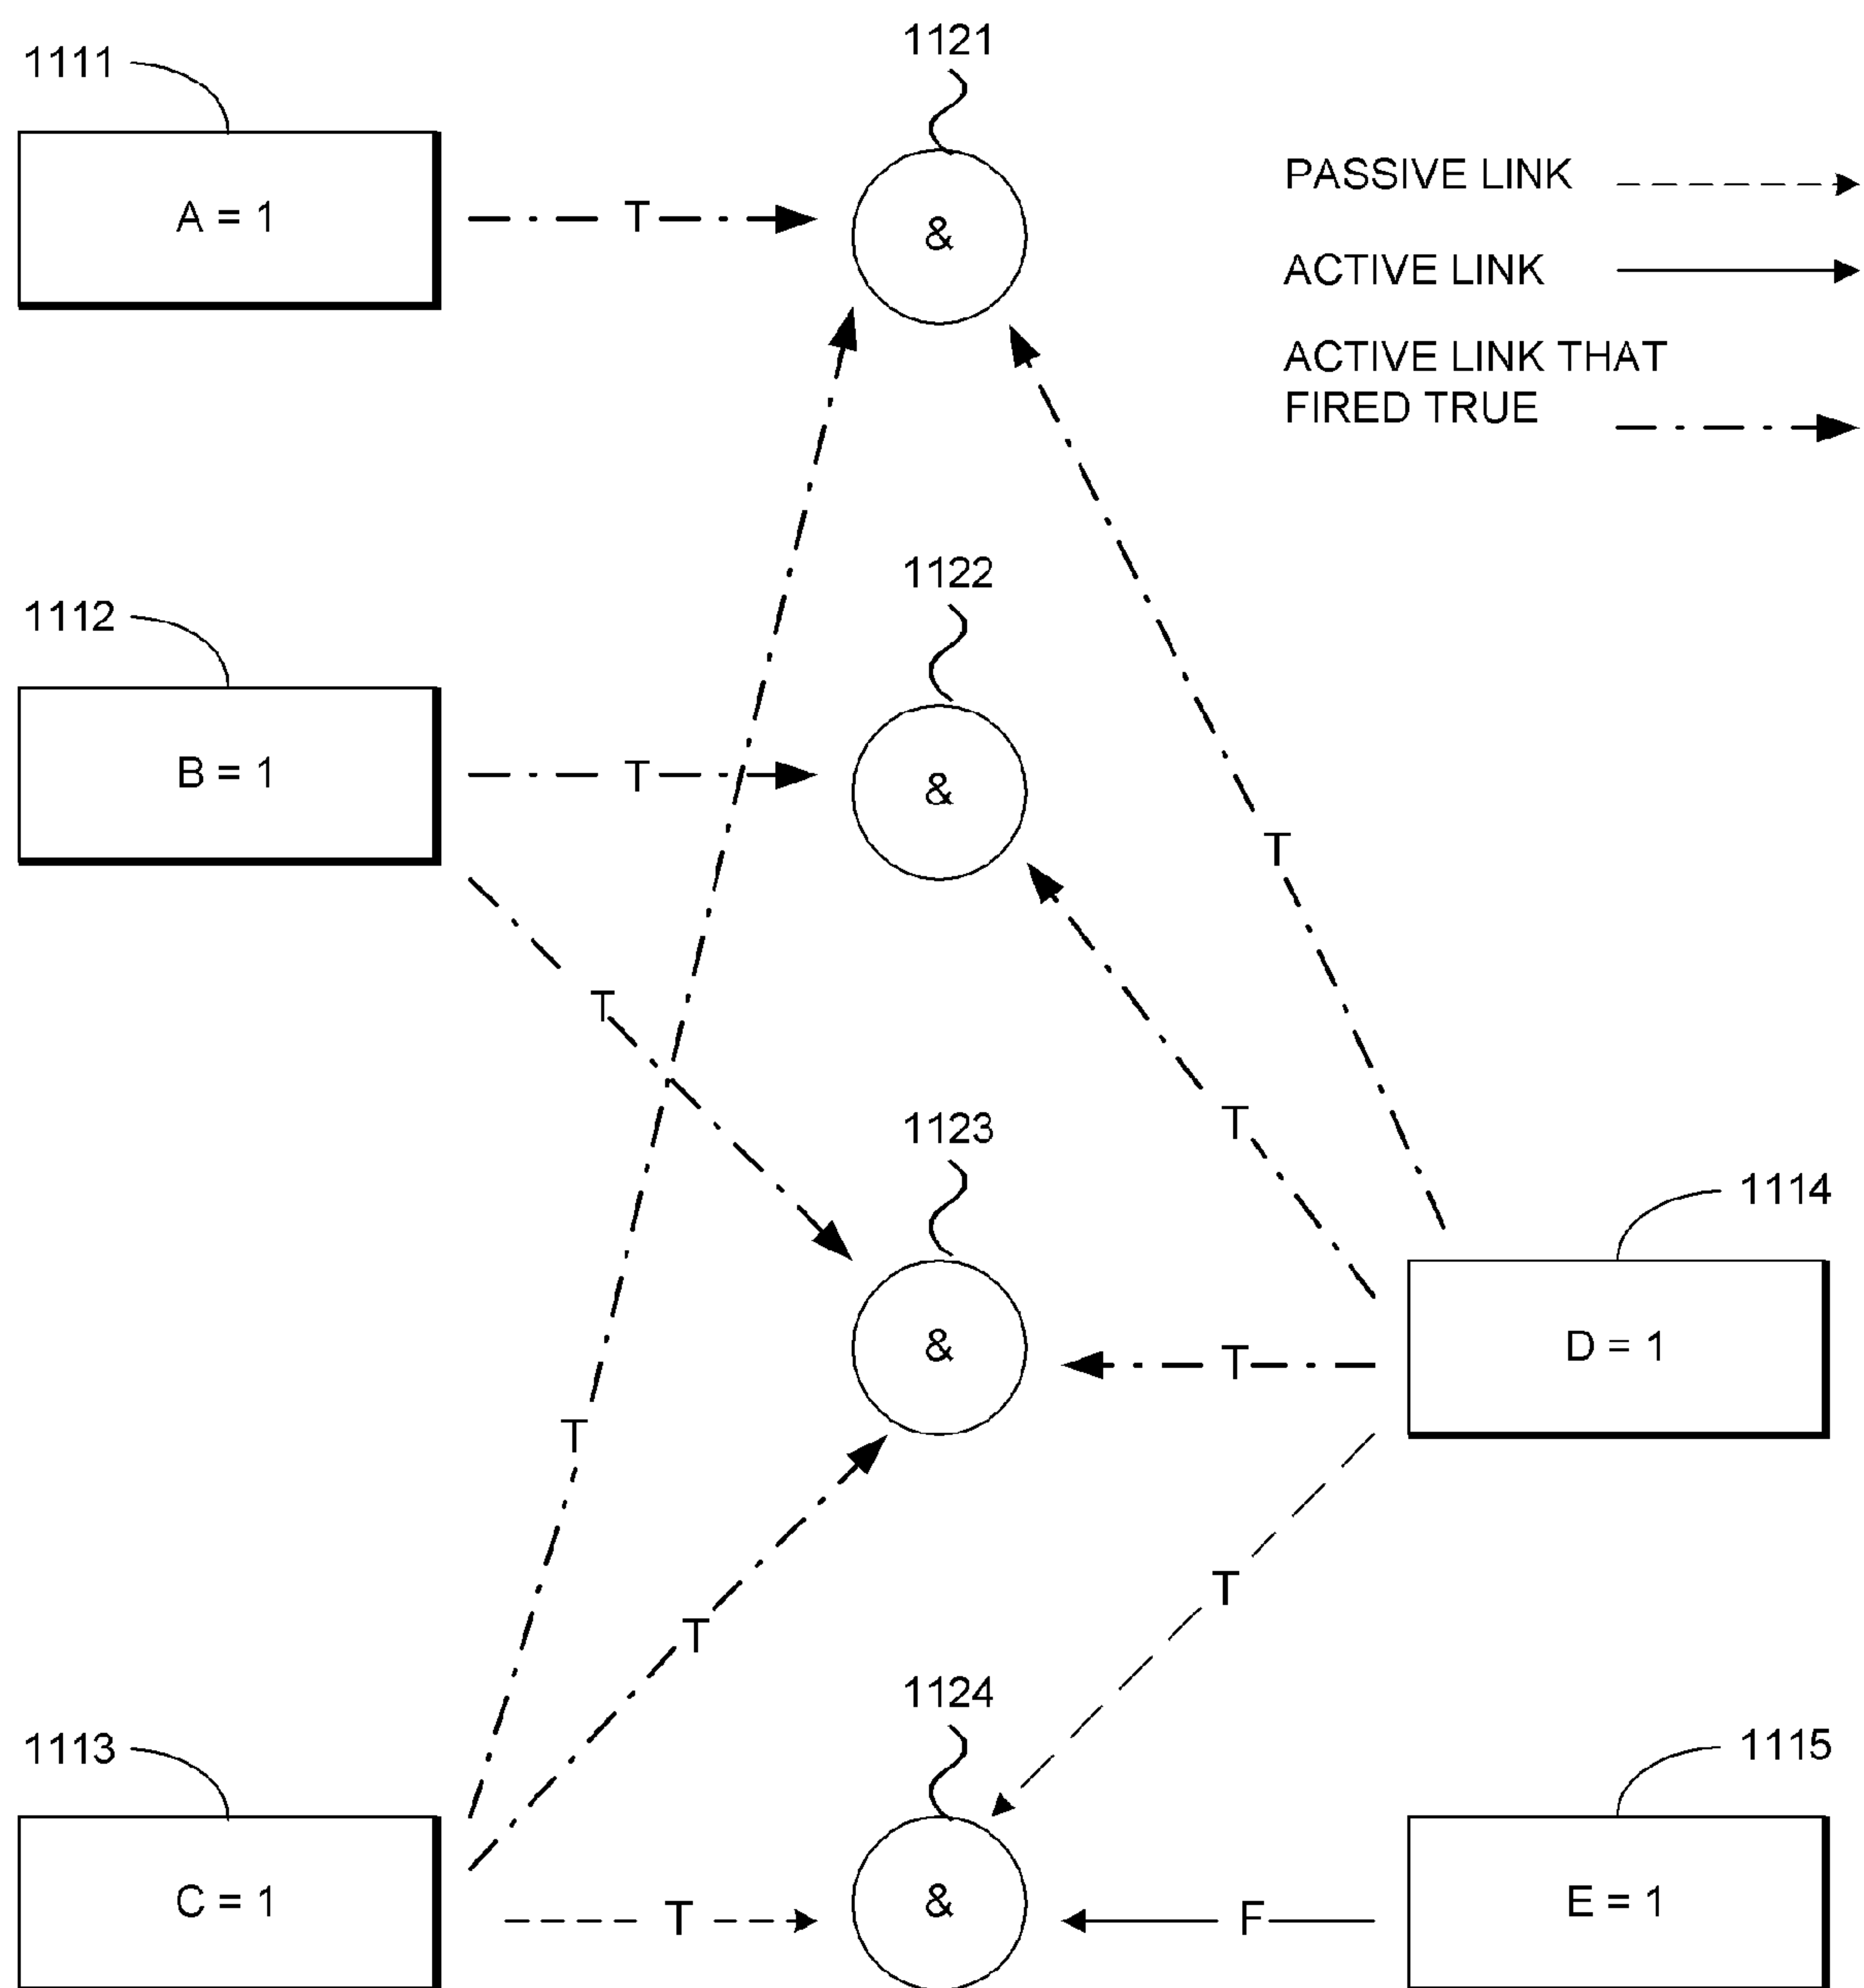 1121
1111
PASSIVE LINK
A = 1
T
&
ACTIVE LINK
ACTIVE LINK THAT
FIRED TRUE
1122
1112
B = 1
T
&
T
T
T
1123
1114
&
T
D = 1
T
T
T
1124
1113
1115
C = 1
T
&
F
E = 1